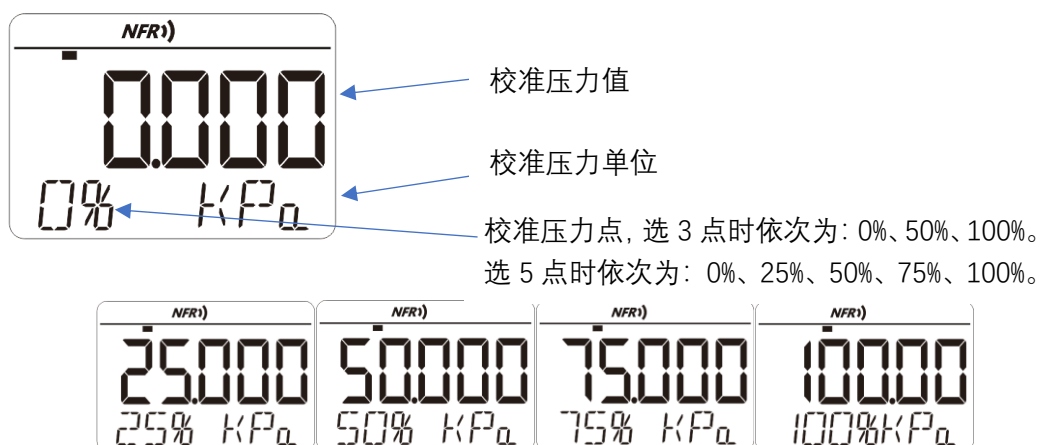 NFR
0.000
校准压力值
校准压力单位
0% KPa
校准压力点, 选 3 点时依次为: 0%、50%、100%。
选 5 点时依次为: 0%、25%、50%、75%、100%。
NFR NFR NFR NFR
25.000 50.000 75.000 100.00
25% KPa 50% KPa 75% KPa 100%KPa